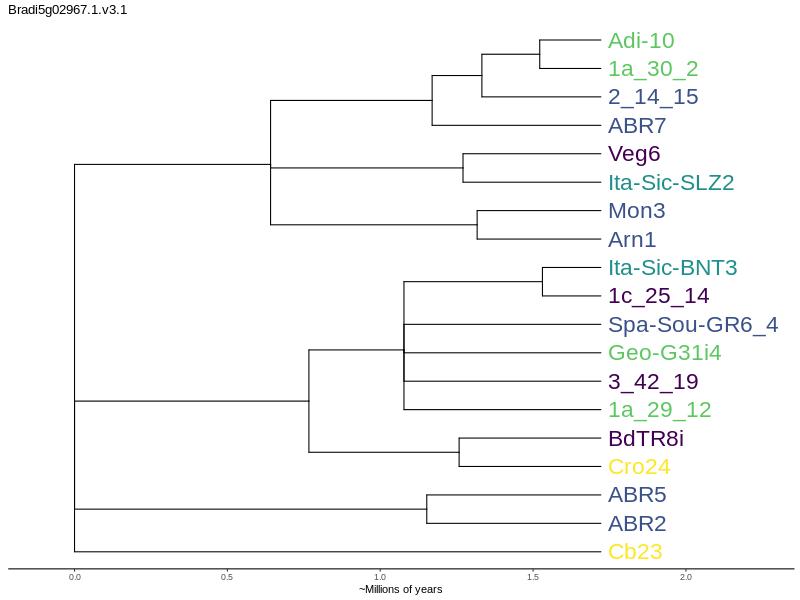 Bradi5g02967.1.v3.1
Adi-10
1a_30_2
2_14_15
ABR7
Veg6
Ita-Sic-SLZ2
Mon3
Arn1
Ita-Sic-BNT3
1c_25_14
Spa-Sou-GR6_4
Geo-G31i4
3_42_19
1a_29_12
BdTR8i
Cro24
ABR5
ABR2
Cb23
0.0 0.5 1.0 1.5 2.0
~Millions of years